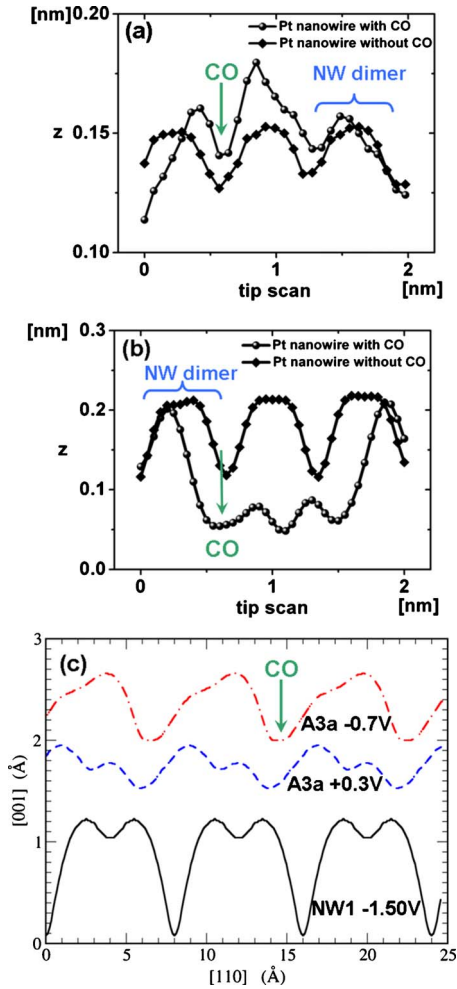 [nm]
0.20
(a)
Pt nanowire with CO
Pt nanowire without CO
CO
NW dimer
z
0.15
0.10
0
1
2
tip scan
[nm]
[nm]
0.3
(b)
Pt nanowire with CO
Pt nanowire without CO
NW dimer
0.2
z
0.1
CO
0.0
0
1
2
tip scan
[nm]
3
(c)
CO
A3a -0.7V
2
A3a +0.3V
[001] (Å)
1
NW1 -1.50V
0
0 5 10 15 20 25
[110] (Å)